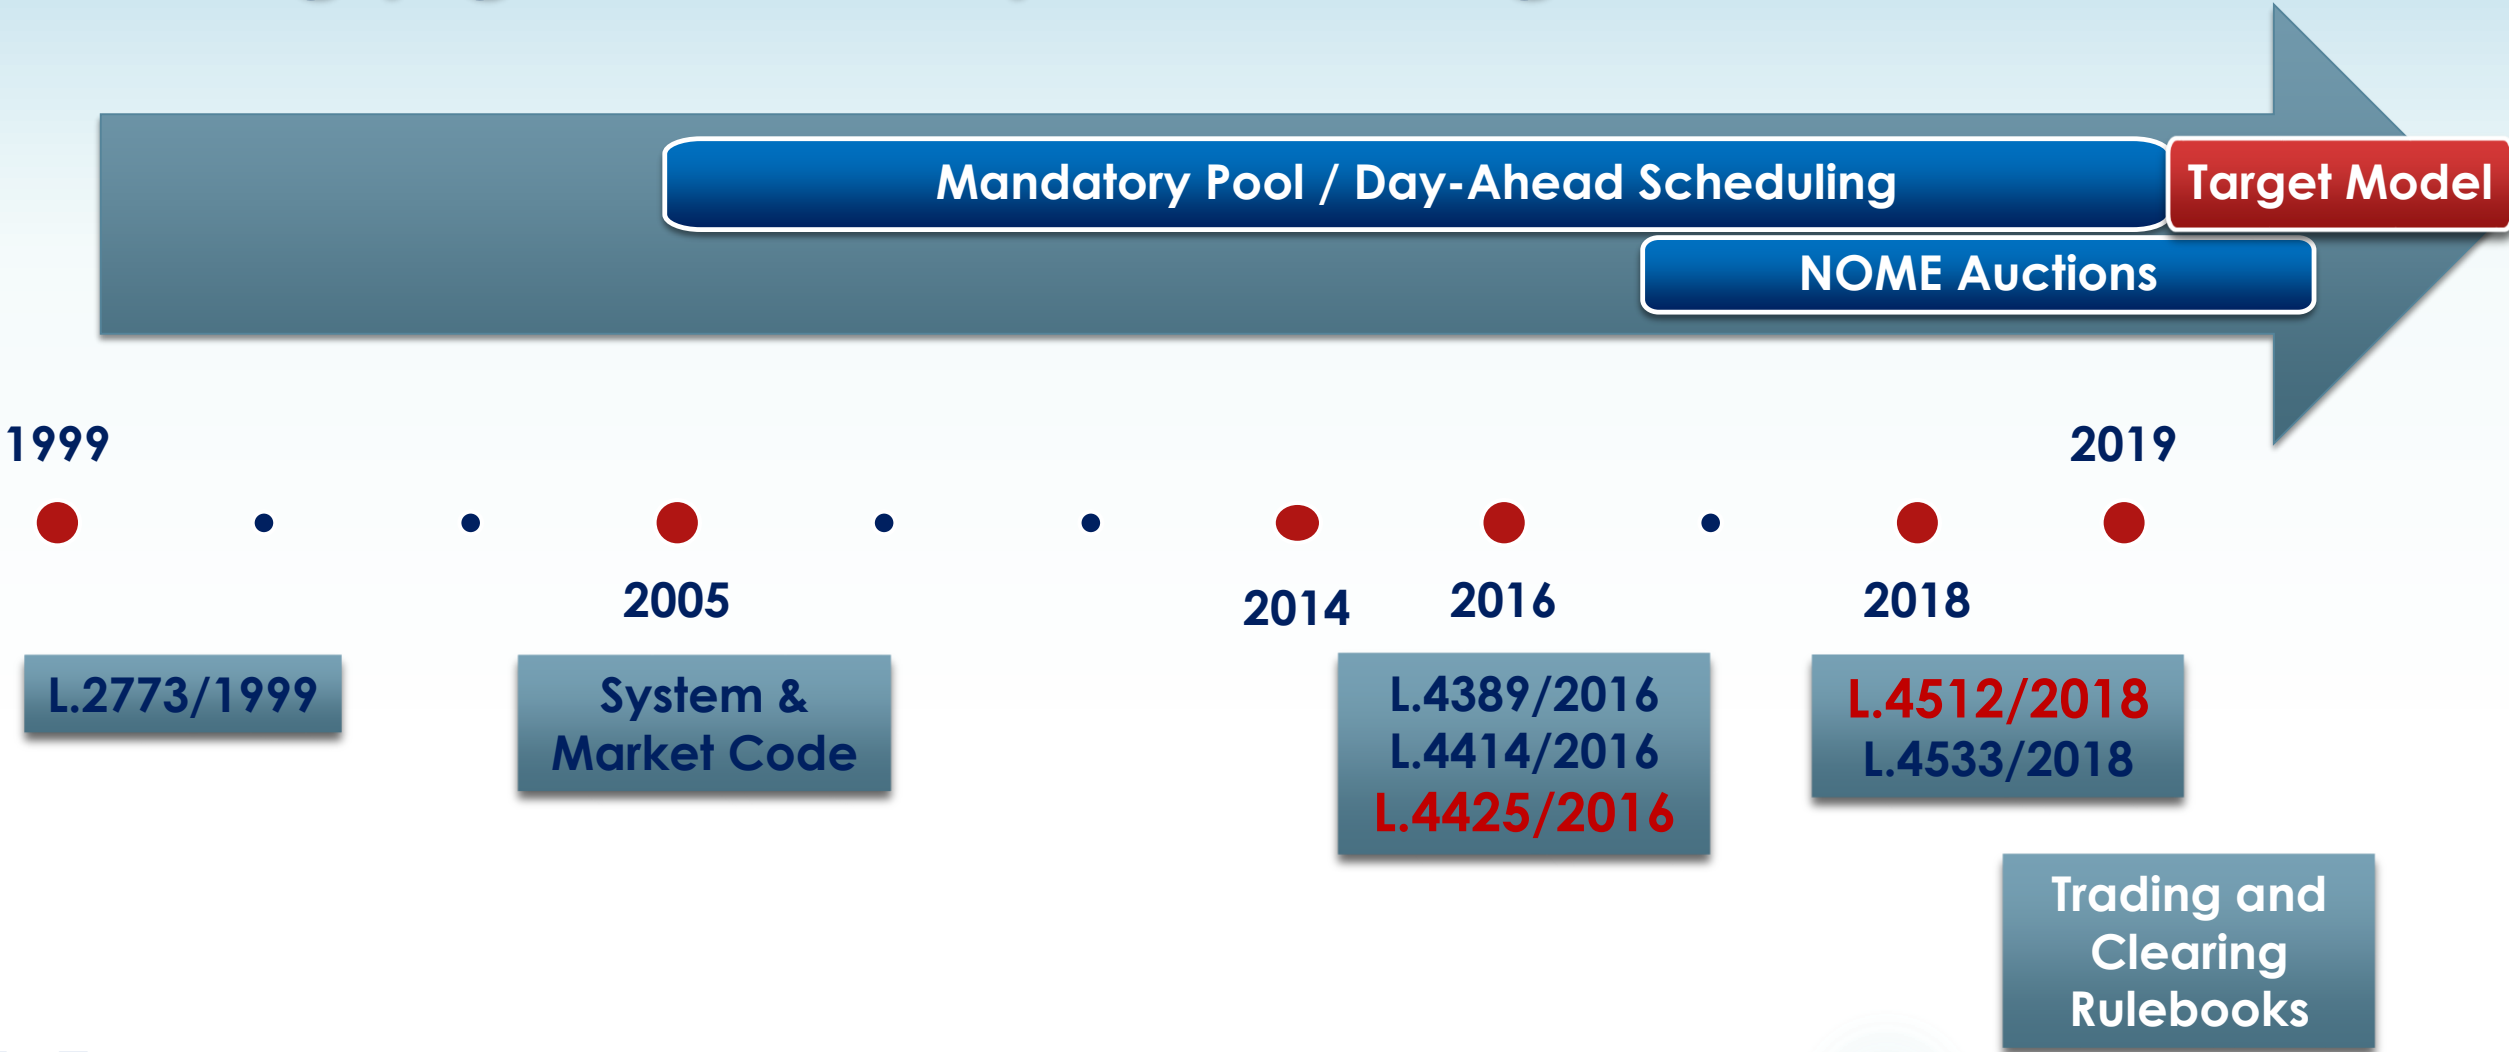 Mandatory Pool / Day-Ahead Scheduling
Target Model
NOME Auctions
1999
2019
2005
2014
2016
2018
L.2773/1999
System &
Market Code
L.4389/2016
L.4414/2016
L.4425/2016
L.4512/2018
L.4533/2018
Trading and
Clearing
Rulebooks